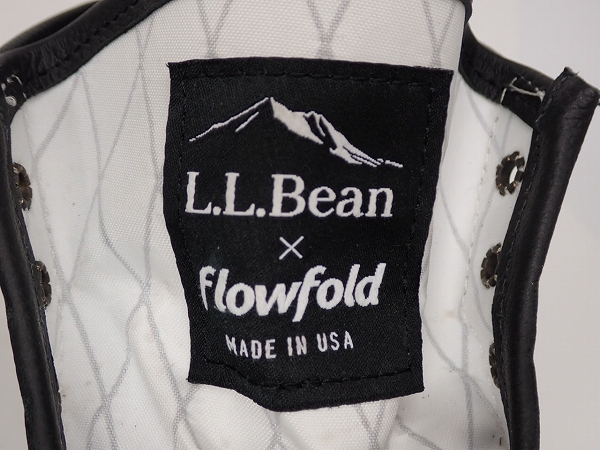 L.L.Bean
×
flowfold
MADE IN USA